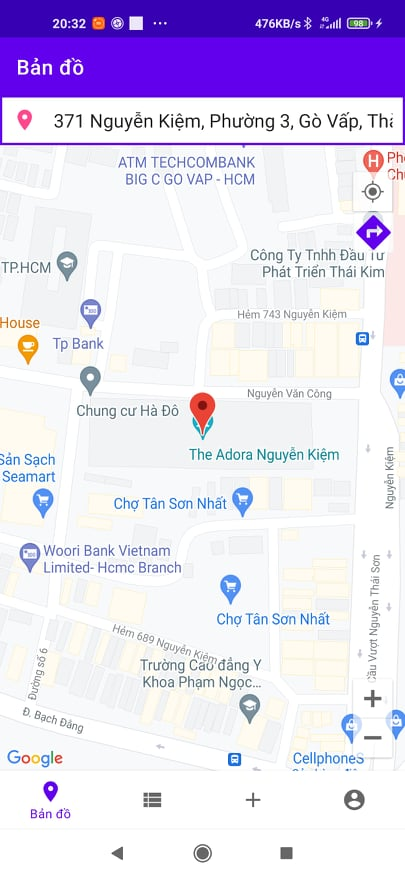 20:32
476KB/s
4G
98
Bản đồ
371 Nguyễn Kiệm, Phường 3, Gò Vấp, Thà
ATM TECHCOMBANK
BIG C GO VAP - HCM
H
Công Ty Tnhh Đầu Tư
Phát Triển Thái Kim
TP.HCM
Hẻm 743 Nguyễn Kiệm
House
Tp Bank
Nguyễn Văn Công
Chung cư Hà Đô
The Adora Nguyễn Kiệm
Sản Sạch
Seamart
Nguyễn Kiệm
Chợ Tân Sơn Nhất
Woori Bank Vietnam
Limited- Hcmc Branch
Chợ Tân Sơn Nhất
Cầu Vượt Nguyễn Thái Sơn
Hẻm 689 Nguyễn Kiệm
Trường Cao đẳng Y
Khoa Phạm Ngọc...
Đường số 6
Đ. Bạch Đằng
+
−
Google
CellphoneS
Bản đồ